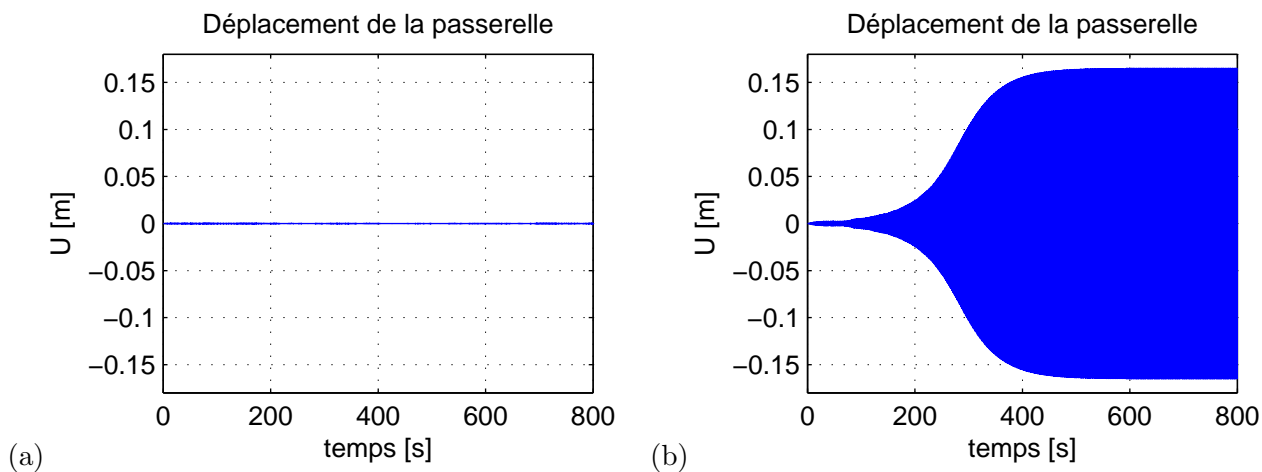 Déplacement de la passerelle
0.15
0.1
0.05
0
−0.05
−0.1
−0.15
U [m]
0 200 400 600 800
temps [s]
(a)
Déplacement de la passerelle
0.15
0.1
0.05
0
−0.05
−0.1
−0.15
U [m]
0 200 400 600 800
temps [s]
(b)